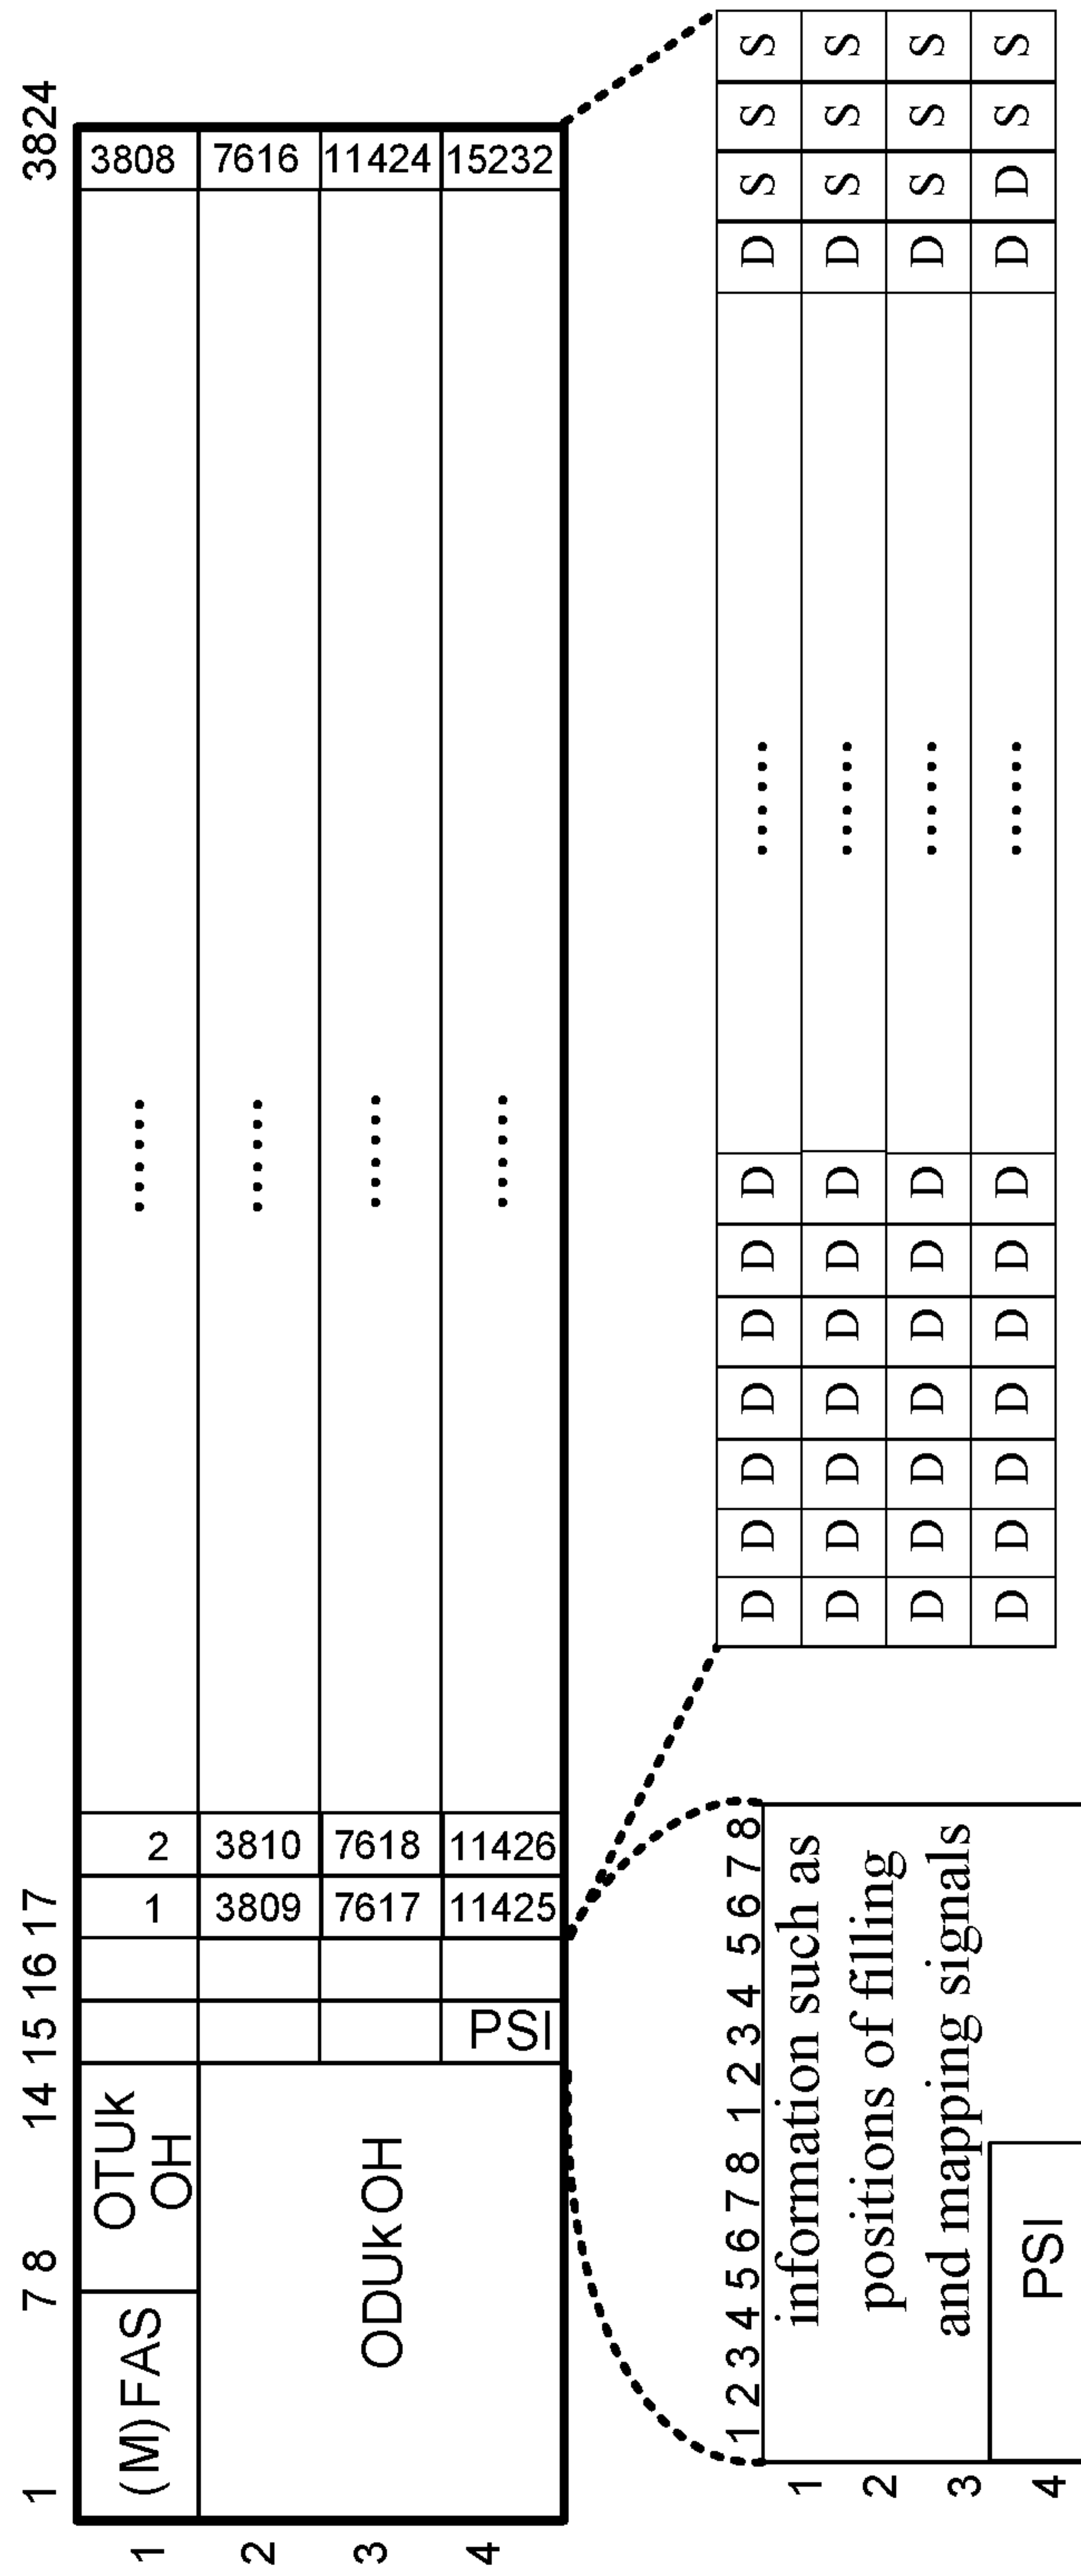 1 7 8 14 15 16 17 3824
1 (M)FAS OTUk OH 1 2 ...... 3808
2 ODUk OH 3809 3810 ...... 7616
3 7617 7618 ...... 11424
4 PSI 11425 11426 ...... 15232
1 2 3 4 5 6 7 8 1 2 3 4 5 6 7 8
1 information such as
2 positions of filling
3 and mapping signals
4 PSI
D D D D D D D ...... D S S S
D D D D D D D ...... D S S S
D D D D D D D ...... D S S S
D D D D D D D ...... D D S S